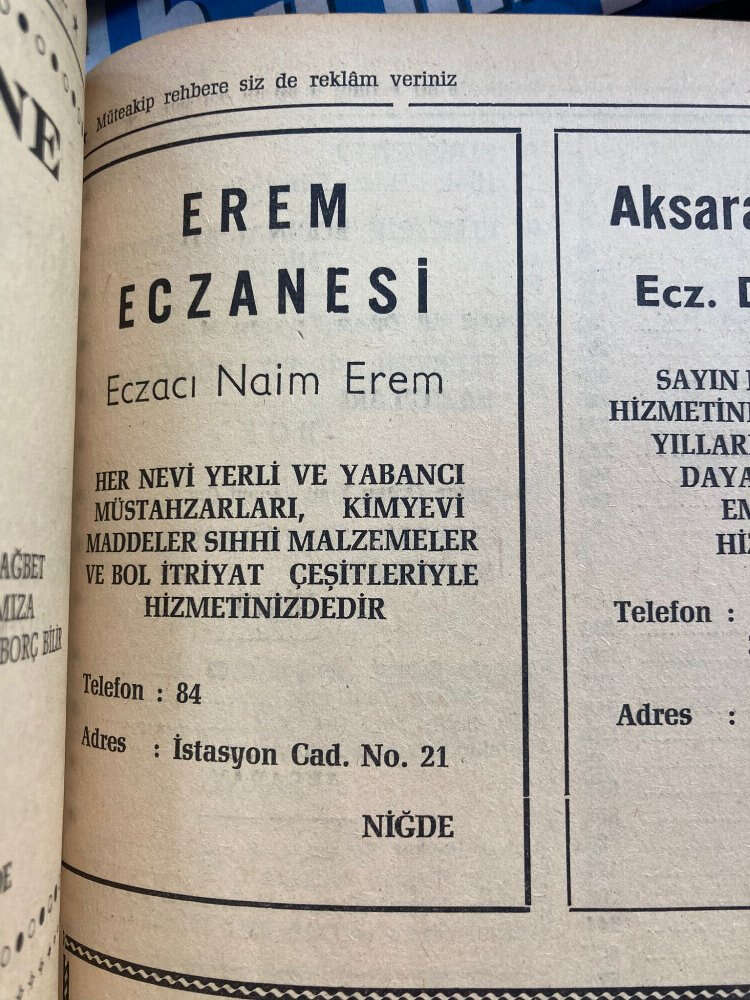 NE
AĞBET
MIZA
BORÇ BİLİR
Müteakip rehbere siz de reklâm veriniz
EREM
ECZANESİ
Eczacı Naim Erem
HER NEVİ YERLİ VE YABANCI
MÜSTAHZARLARI, KİMYEVİ
MADDELER SIHHİ MALZEMELER
VE BOL İTRİYAT ÇEŞİTLERİYLE
HİZMETİNİZDEDİR
Telefon : 84
Adres : İstasyon Cad. No. 21
NİĞDE
Aksara
Ecz. D
SAYIN
HİZMETİN
YILLAR
DAYA
EM
Hİ
Telefon :
Adres :